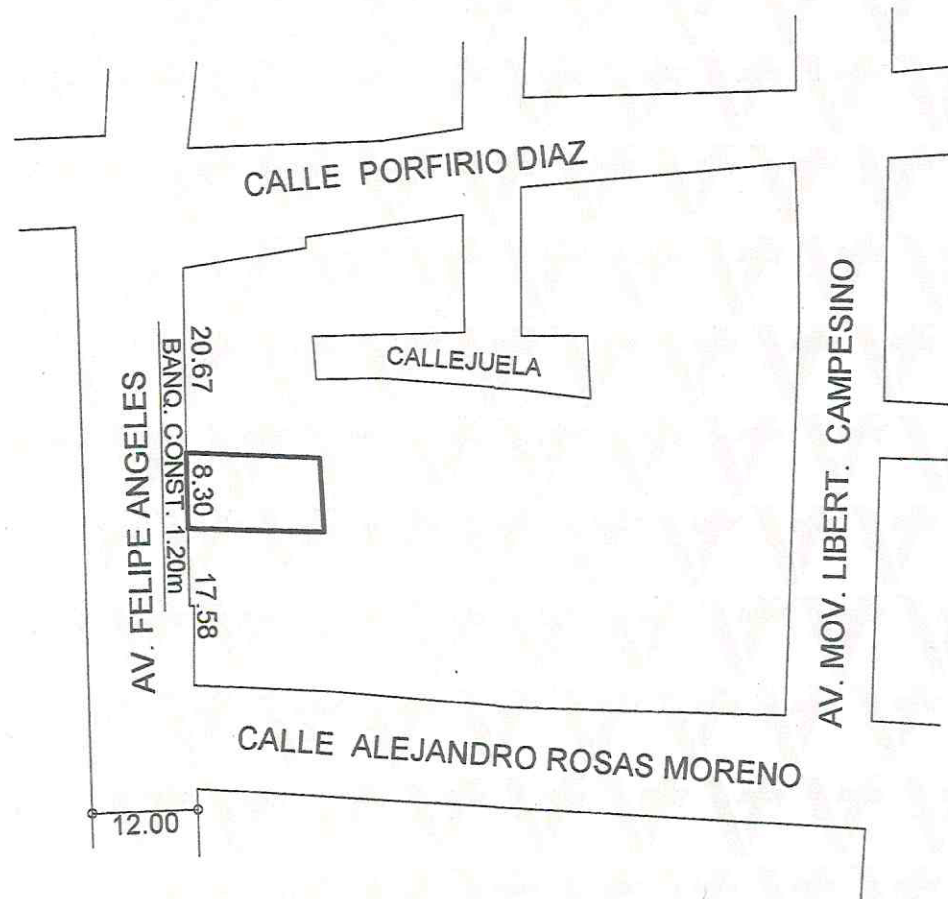 CALLE PORFIRIO DIAZ
CALLEJUELA
20.67
BANQ. CONST. 1.20m
8.30
17.58
AV. FELIPE ANGELES
AV. MOV. LIBERT. CAMPESINO
CALLE ALEJANDRO ROSAS MORENO
12.00